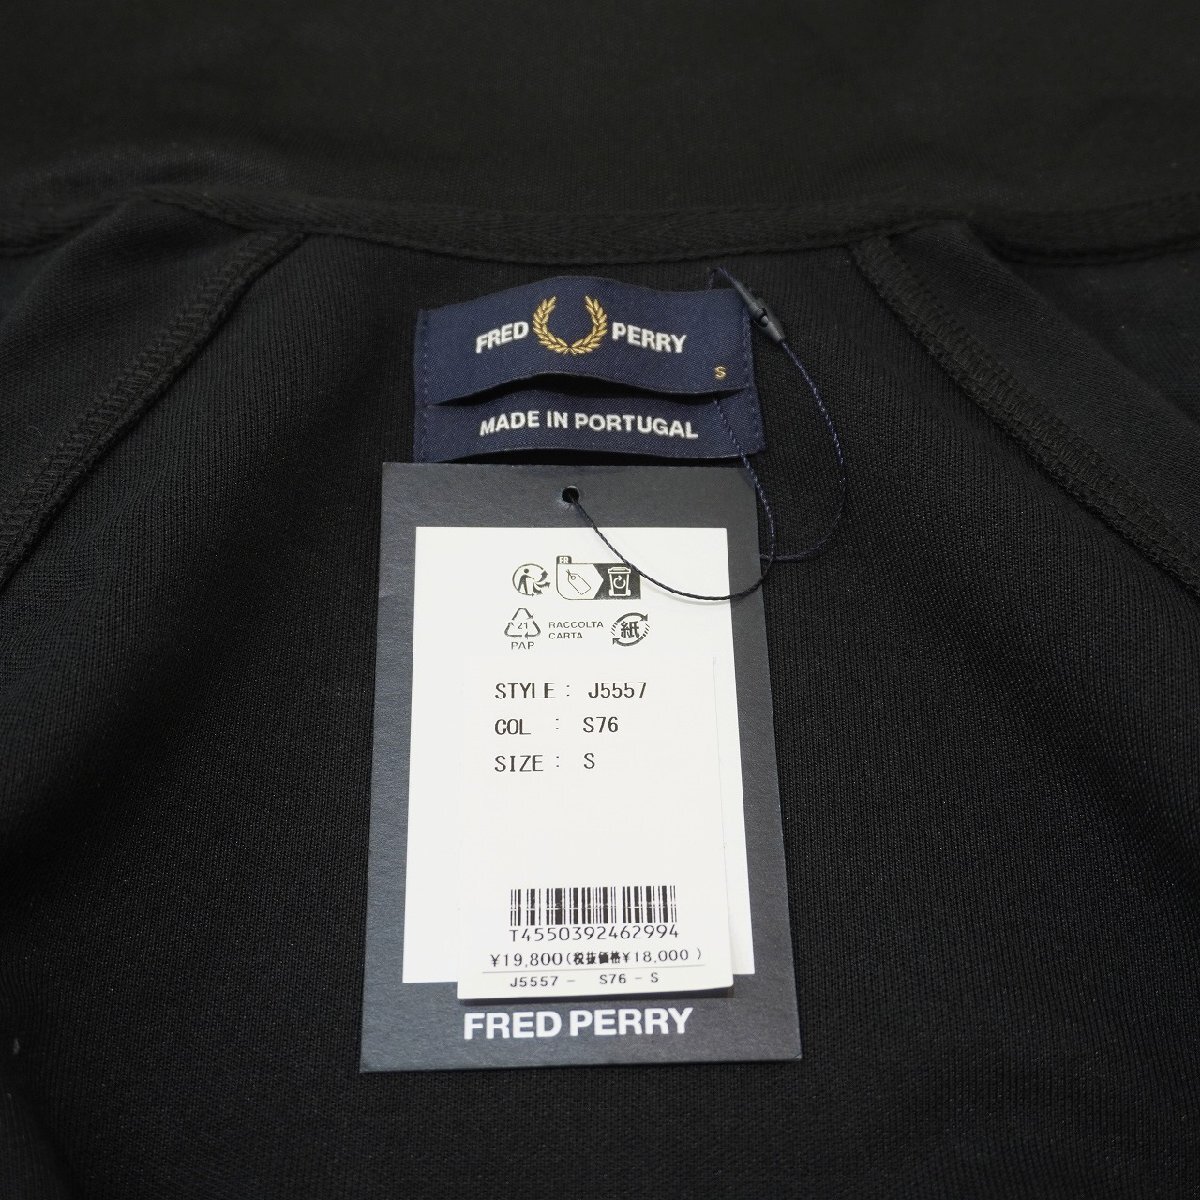 FRED PERRY
S
MADE IN PORTUGAL
FR
21
PAP
RACCOLTA
CARTA
紙
STYLE : J5557
COL : S76
SIZE : S
T4550392462994
¥19,800(税抜価格¥18,000 )
J5557 - S76 - S
FRED PERRY